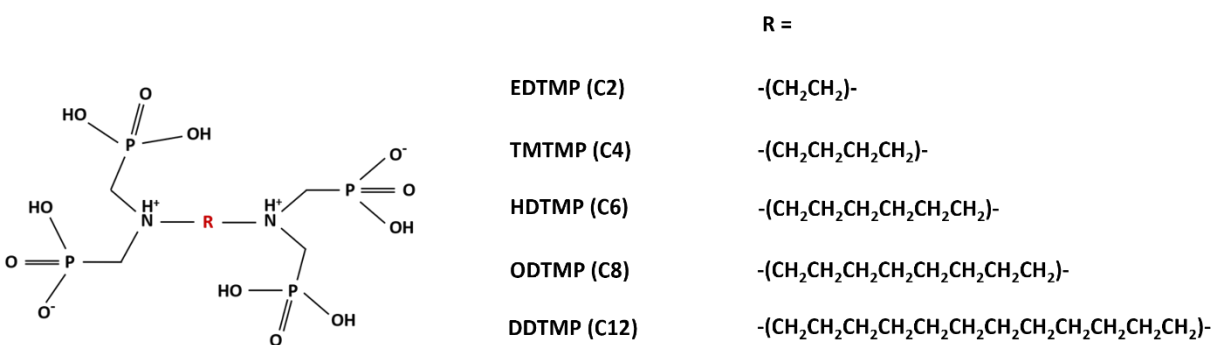 R =
EDTMP (C2) -(CH₂CH₂)-
TMTMP (C4) -(CH₂CH₂CH₂CH₂)-
HDTMP (C6) -(CH₂CH₂CH₂CH₂CH₂CH₂)-
ODTMP (C8) -(CH₂CH₂CH₂CH₂CH₂CH₂CH₂CH₂)-
DDTMP (C12) -(CH₂CH₂CH₂CH₂CH₂CH₂CH₂CH₂CH₂CH₂CH₂CH₂)-
O
HO
P
OH
O⁻
P
O
OH
HO
H⁺
N
R
H⁺
N
O
P
O⁻
HO
P
OH
O